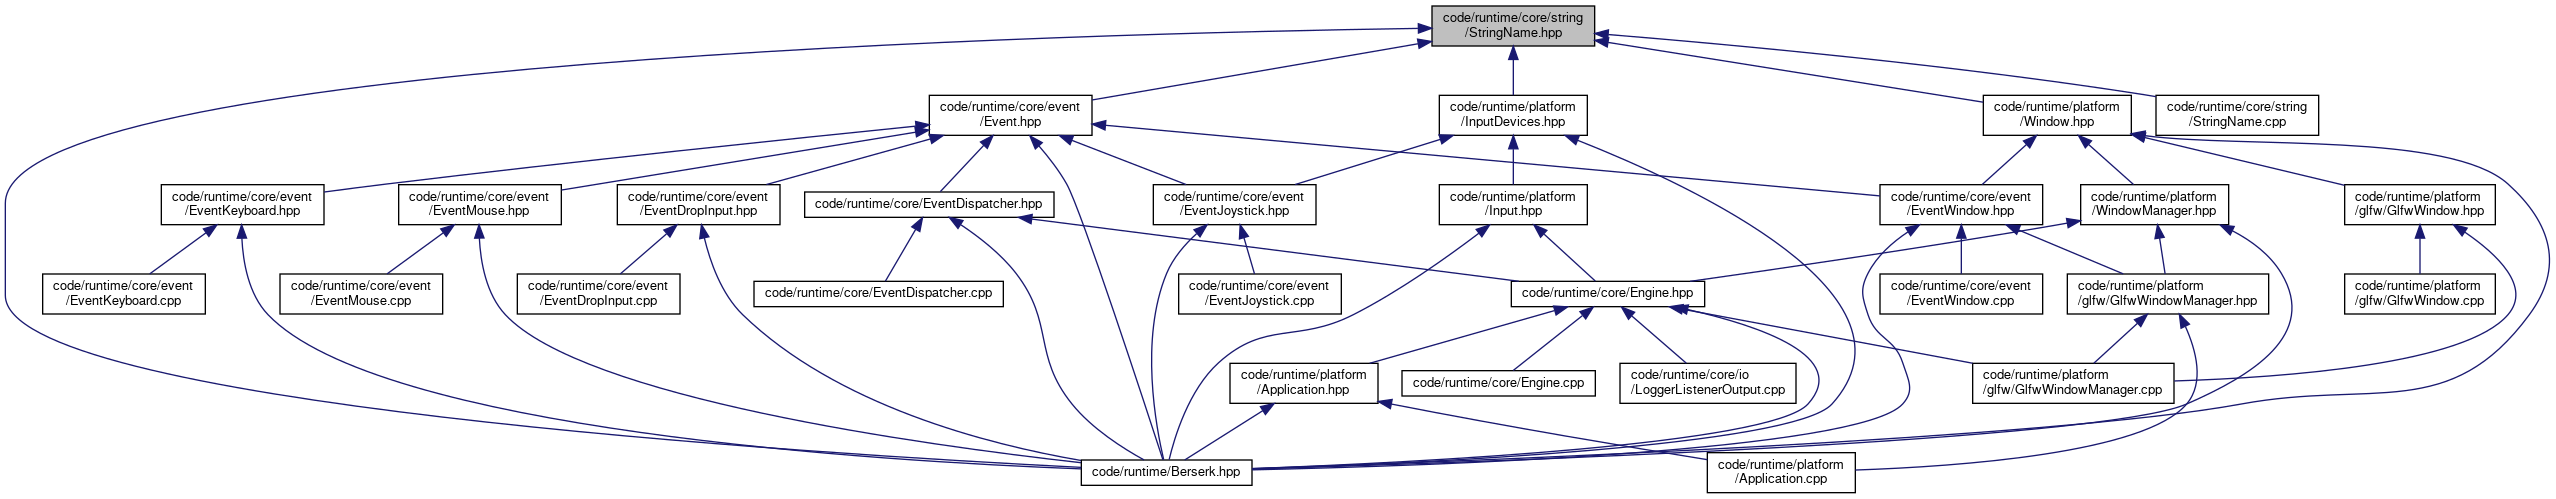 code/runtime/core/string
/StringName.hpp
code/runtime/core/event
/Event.hpp
code/runtime/platform
/InputDevices.hpp
code/runtime/platform
/Window.hpp
code/runtime/core/string
/StringName.cpp
code/runtime/core/event
/EventKeyboard.hpp
code/runtime/core/event
/EventMouse.hpp
code/runtime/core/event
/EventDropInput.hpp
code/runtime/core/EventDispatcher.hpp
code/runtime/core/event
/EventJoystick.hpp
code/runtime/platform
/Input.hpp
code/runtime/core/event
/EventWindow.hpp
code/runtime/platform
/WindowManager.hpp
code/runtime/platform
/glfw/GlfwWindow.hpp
code/runtime/core/event
/EventKeyboard.cpp
code/runtime/core/event
/EventMouse.cpp
code/runtime/core/event
/EventDropInput.cpp
code/runtime/core/EventDispatcher.cpp
code/runtime/core/event
/EventJoystick.cpp
code/runtime/core/Engine.hpp
code/runtime/core/event
/EventWindow.cpp
code/runtime/platform
/glfw/GlfwWindowManager.hpp
code/runtime/platform
/glfw/GlfwWindow.cpp
code/runtime/platform
/Application.hpp
code/runtime/core/Engine.cpp
code/runtime/core/io
/LoggerListenerOutput.cpp
code/runtime/platform
/glfw/GlfwWindowManager.cpp
code/runtime/Berserk.hpp
code/runtime/platform
/Application.cpp